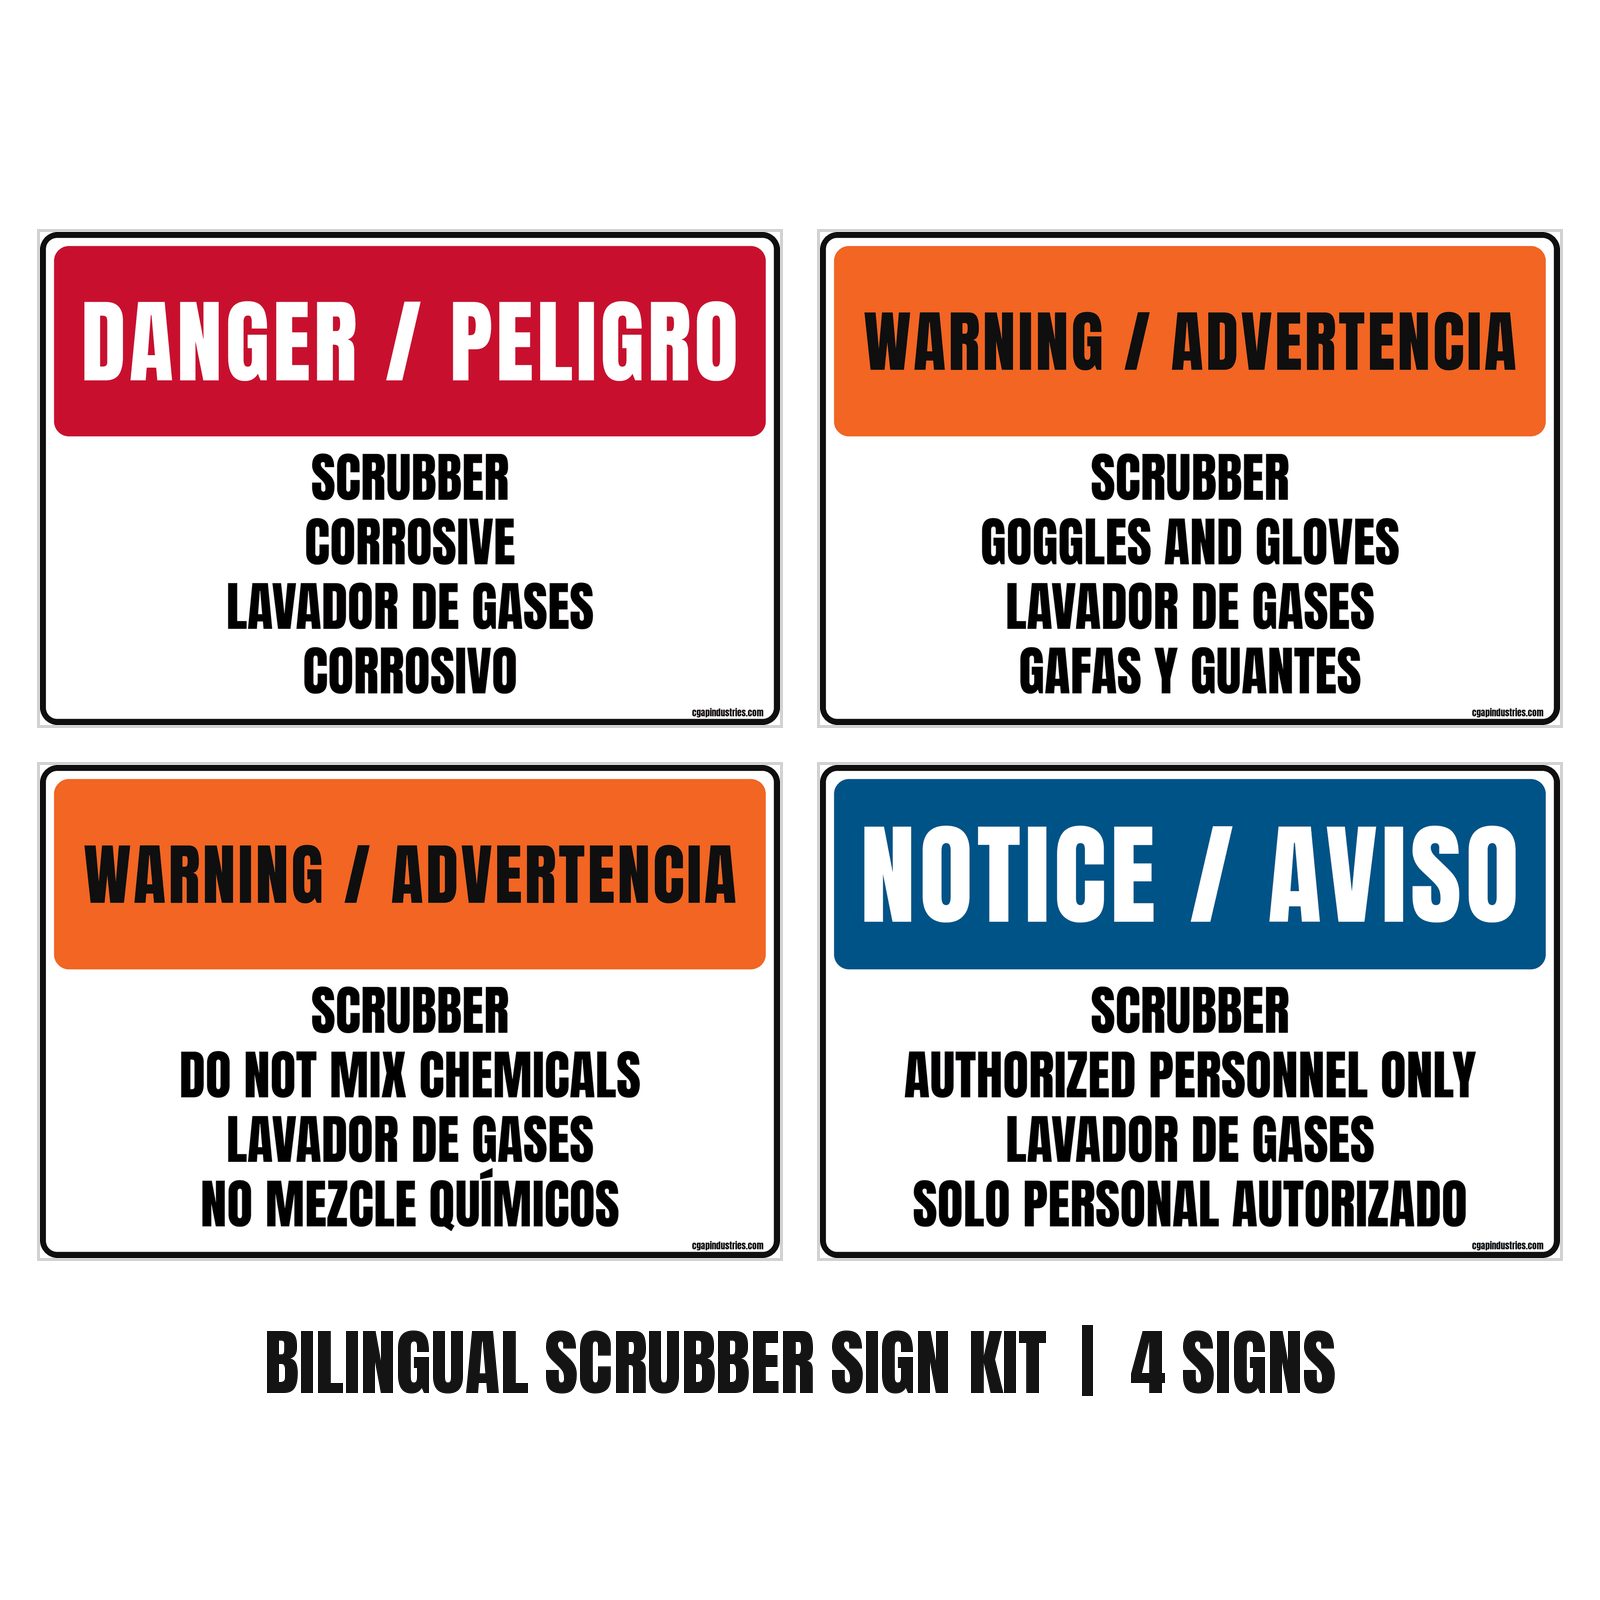 DANGER / PELIGRO
SCRUBBER
CORROSIVE
LAVADOR DE GASES
CORROSIVO
cgapindustries.com
WARNING / ADVERTENCIA
SCRUBBER
GOGGLES AND GLOVES
LAVADOR DE GASES
GAFAS Y GUANTES
cgapindustries.com
WARNING / ADVERTENCIA
SCRUBBER
DO NOT MIX CHEMICALS
LAVADOR DE GASES
NO MEZCLE QUÍMICOS
cgapindustries.com
NOTICE / AVISO
SCRUBBER
AUTHORIZED PERSONNEL ONLY
LAVADOR DE GASES
SOLO PERSONAL AUTORIZADO
cgapindustries.com
BILINGUAL SCRUBBER SIGN KIT | 4 SIGNS